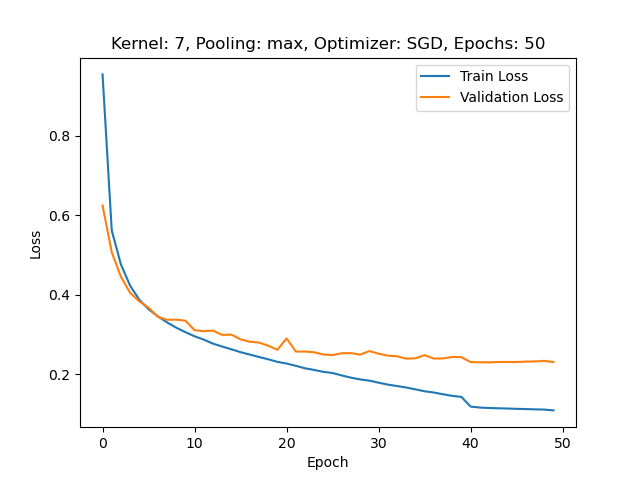 Kernel: 7, Pooling: max, Optimizer: SGD, Epochs: 50
Train Loss
Validation Loss
Loss
0.8
0.6
0.4
0.2
0 10 20 30 40 50
Epoch